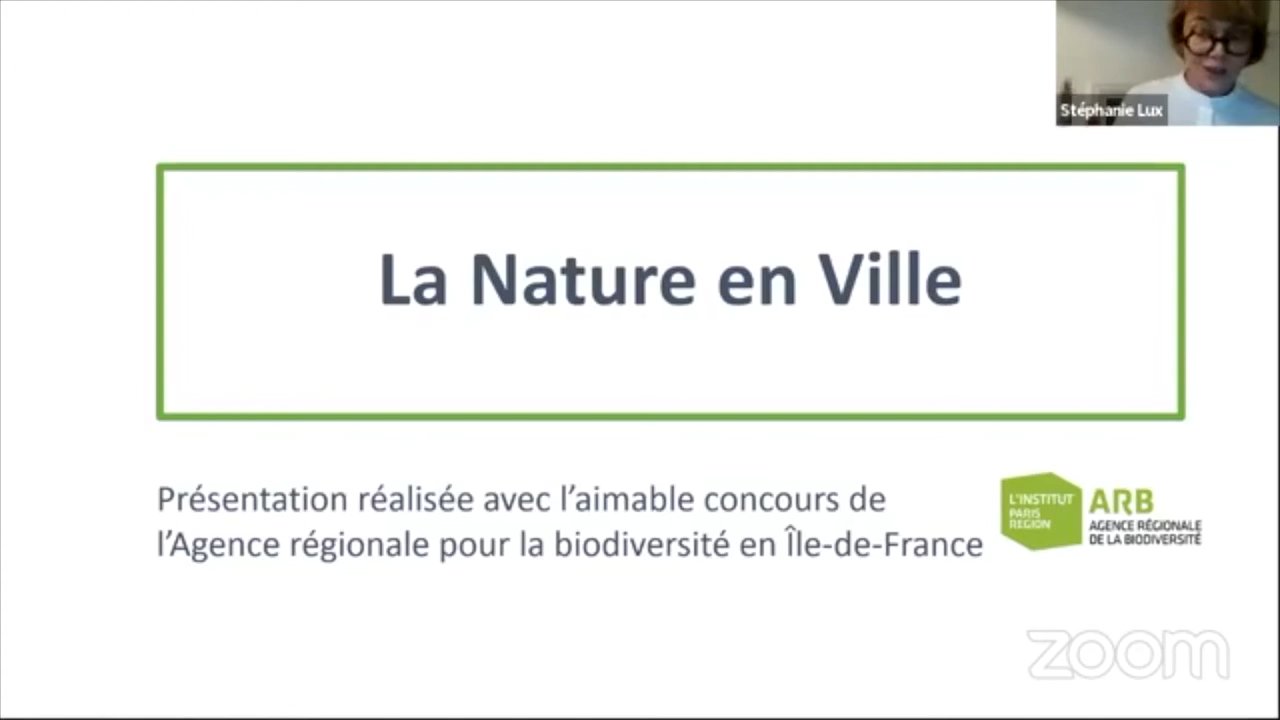 Stéphanie Lux
La Nature en Ville
Présentation réalisée avec l’aimable concours de
l’Agence régionale pour la biodiversité en Île-de-France
L'INSTITUT
PARIS
REGION
ARB
AGENCE RÉGIONALE
DE LA BIODIVERSITÉ
zoom